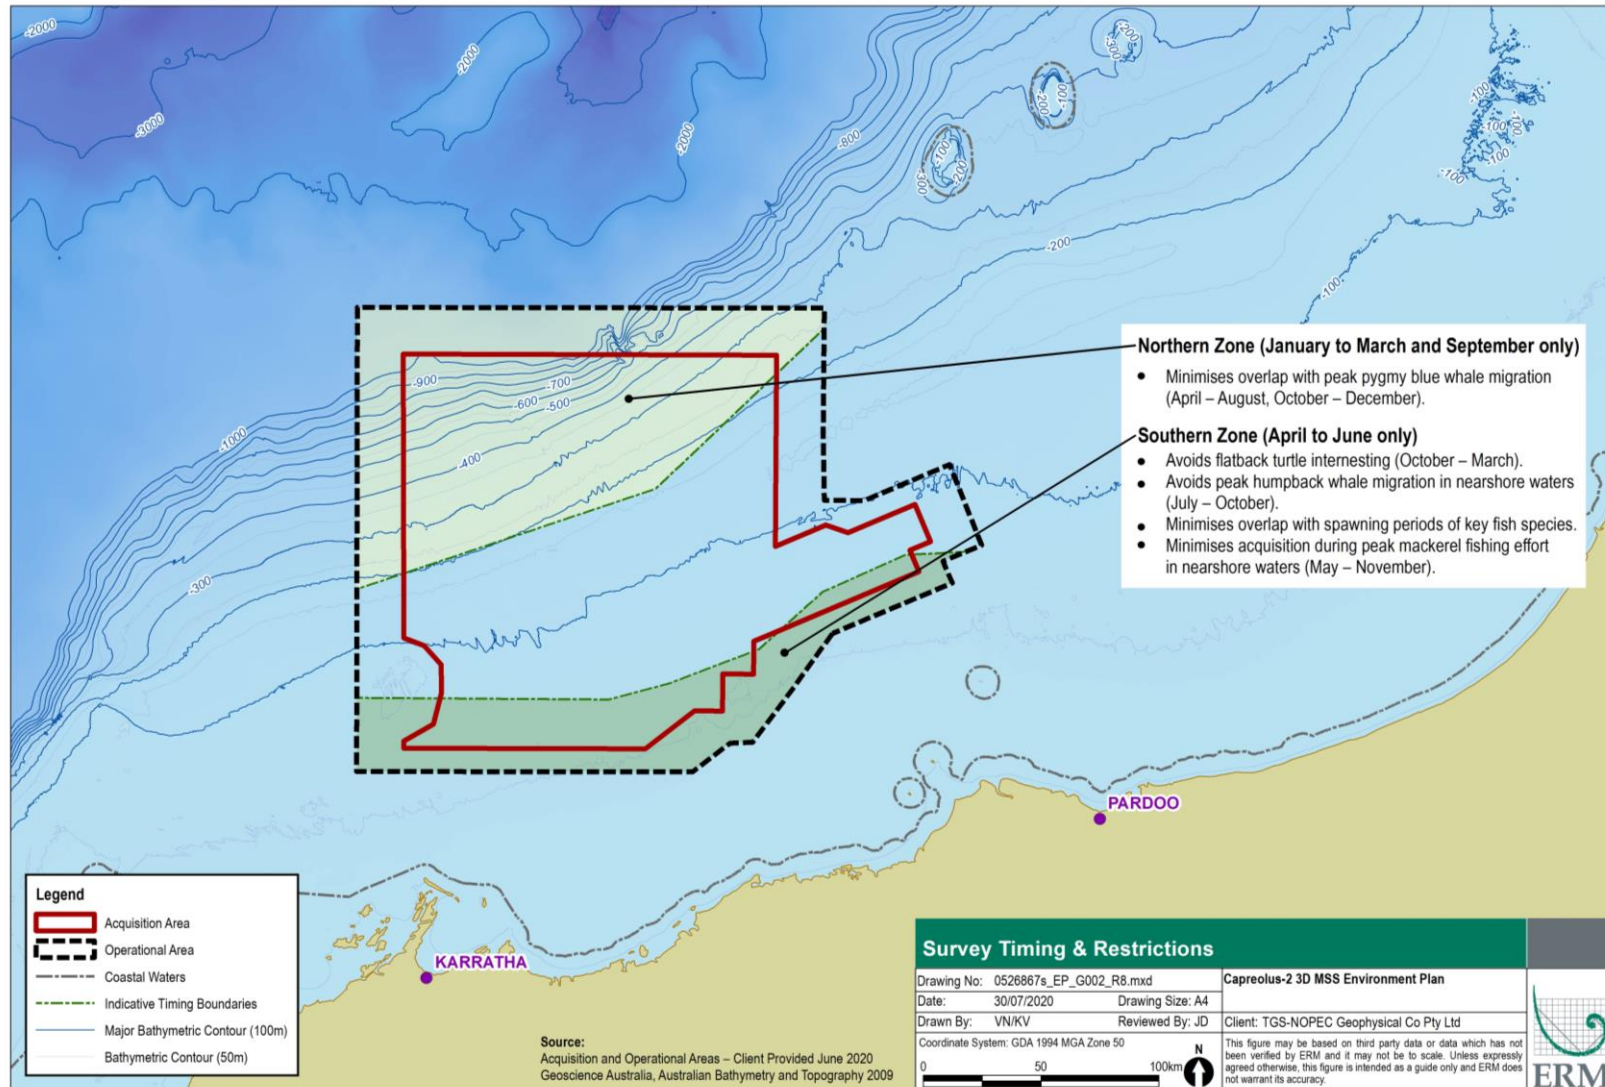 -2000
-3000
-2000
-2000
-800
-200
-300
-200
-100
-100
-200
-300
-100
-100
-100
-100
-100
-200
-100
-900
-700
-600
-500
-1000
-400
-300
Northern Zone (January to March and September only)
• Minimises overlap with peak pygmy blue whale migration
(April – August, October – December).
Southern Zone (April to June only)
• Avoids flatback turtle internesting (October – March).
• Avoids peak humpback whale migration in nearshore waters
(July – October).
• Minimises overlap with spawning periods of key fish species.
• Minimises acquisition during peak mackerel fishing effort
in nearshore waters (May – November).
PARDOO
KARRATHA
Legend
Acquisition Area
Operational Area
Coastal Waters
Indicative Timing Boundaries
Major Bathymetric Contour (100m)
Bathymetric Contour (50m)
Source:
Acquisition and Operational Areas – Client Provided June 2020
Geoscience Australia, Australian Bathymetry and Topography 2009
Survey Timing & Restrictions
Drawing No: 0526867s_EP_G002_R8.mxd
Date: 30/07/2020 Drawing Size: A4
Drawn By: VN/KV Reviewed By: JD
Coordinate System: GDA 1994 MGA Zone 50
0 50 100km
N
Capreolus-2 3D MSS Environment Plan
Client: TGS-NOPEC Geophysical Co Pty Ltd
This figure may be based on third party data or data which has not
been verified by ERM and it may not be to scale. Unless expressly
agreed otherwise, this figure is intended as a guide only and ERM does
not warrant its accuracy.
ERM